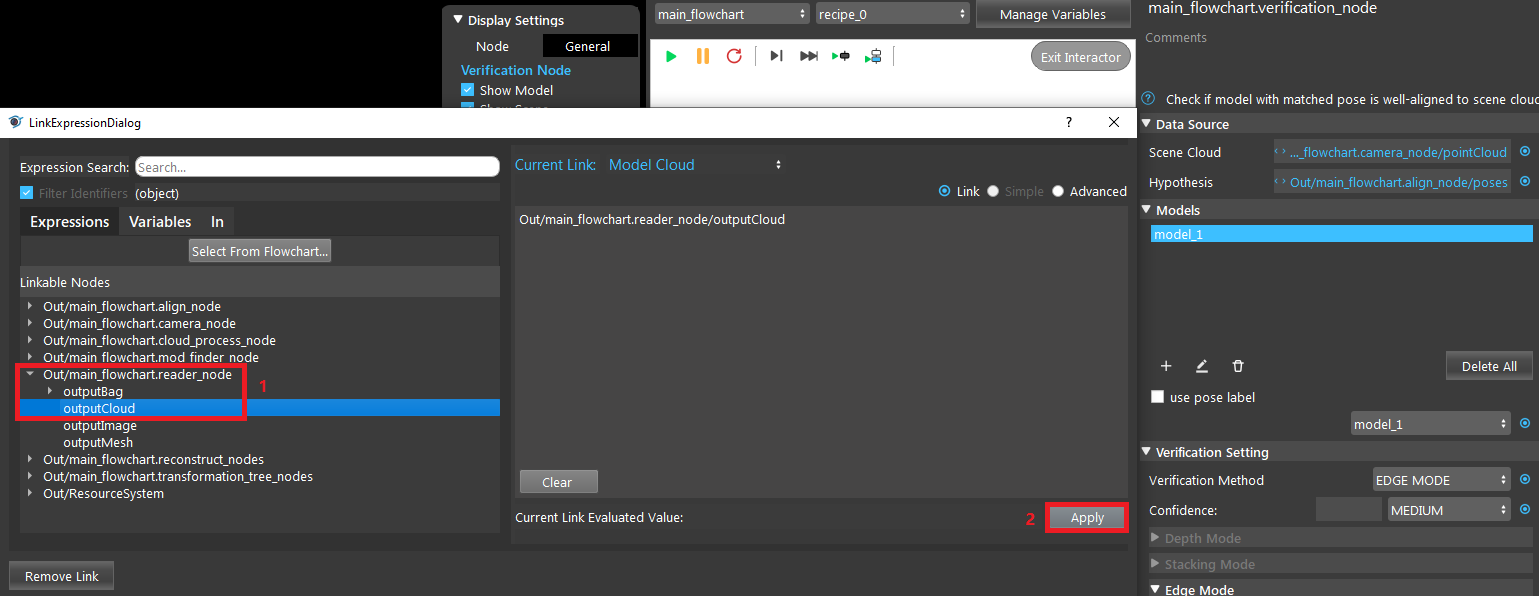 Display Settings
Node General
Verification Node
Show Model
Show Scene
main_flowchart recipe_0 Manage Variables
Exit Interactor
main_flowchart.verification_node
Comments
Check if model with matched pose is well-aligned to scene cloud
Data Source
Scene Cloud ..._flowchart.camera_node/pointCloud
Hypothesis Out/main_flowchart.align_node/poses
Models
model_1
Delete All
use pose label
model_1
Verification Setting
Verification Method EDGE MODE
Confidence: MEDIUM
Depth Mode
Stacking Mode
Edge Mode
LinkExpressionDialog ?
Expression Search: Search...
Filter Identifiers (object)
Expressions Variables In
Select From Flowchart...
Linkable Nodes
Out/main_flowchart.align_node
Out/main_flowchart.camera_node
Out/main_flowchart.cloud_process_node
Out/main_flowchart.mod_finder_node
Out/main_flowchart.reader_node
1
outputBag
outputCloud
outputImage
outputMesh
Out/main_flowchart.reconstruct_nodes
Out/main_flowchart.transformation_tree_nodes
Out/ResourceSystem
Current Link: Model Cloud
Link Simple Advanced
Out/main_flowchart.reader_node/outputCloud
Clear
Current Link Evaluated Value:
2 Apply
Remove Link